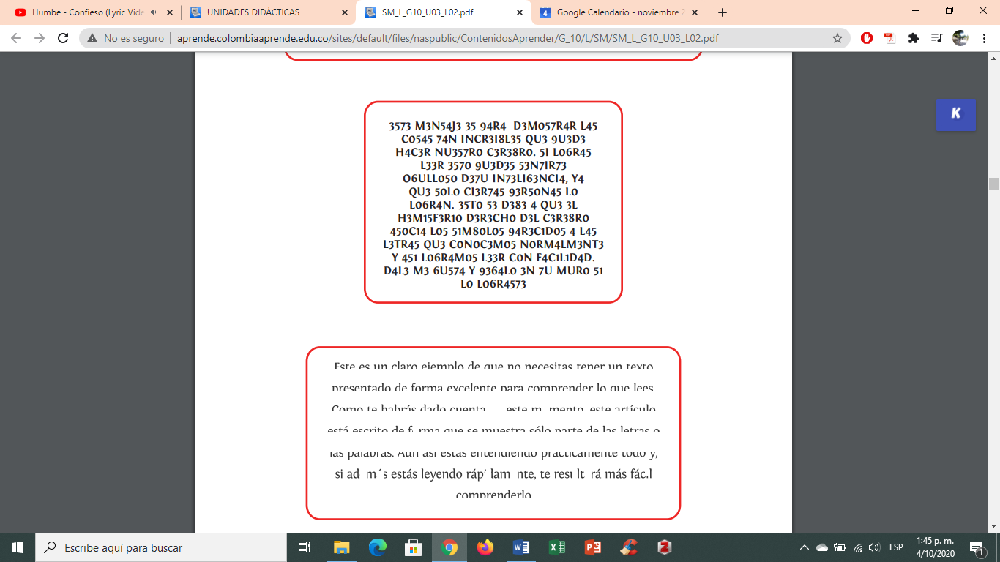 Humbe - Confieso (Lyric Vide
UNIDADES DIDÁCTICAS
SM_L_G10_U03_L02.pdf
Google Calendario - noviembre 2
No es seguro
aprende.colombiaaprende.edu.co/sites/default/files/naspublic/ContenidosAprender/G_10/L/SM/SM_L_G10_U03_L02.pdf
K
3573 M3N54J3 35 94R4 D3M057R4R L45
C0545 74N INCR3I8L35 QU3 9U3D3
H4C3R NU357R0 C3R38R0. 5I L06R45
L33R 3570 9U3D35 53N7IR73
O6ULL050 D37U IN73LI63NCI4, Y4
QU3 50L0 CI3R745 93R50N45 L0
L06R4N. 35T0 53 D383 4 QU3 3L
H3M15F3R10 D3R3CH0 D3L C3R38R0
450C14 L05 51M80L05 94R3C1D05 4 L45
L3TR45 QU3 C0N0C3M05 N0RM4LM3NT3
Y 451 L06R4M05 L33R C0N F4C1L1D4D.
D4L3 M3 6U574 Y 9364L0 3N 7U MUR0 51
L0 L06R4573
Este es un claro ejemplo de que no necesitas tener un texto
presentado de forma excelente para comprender lo que lees
Como te habrás dado cuenta este m mento este artículo
está escrito de f rma que se muestra sólo parte de las letras o
las palabras. Aún así estás entendiendo prácticamente todo y,
si ad m´s estás leyendo rápi lam nte, te resu lt rá más fácil
comprenderlo
Escribe aquí para buscar
ESP
1:45 p. m.
4/10/2020
1